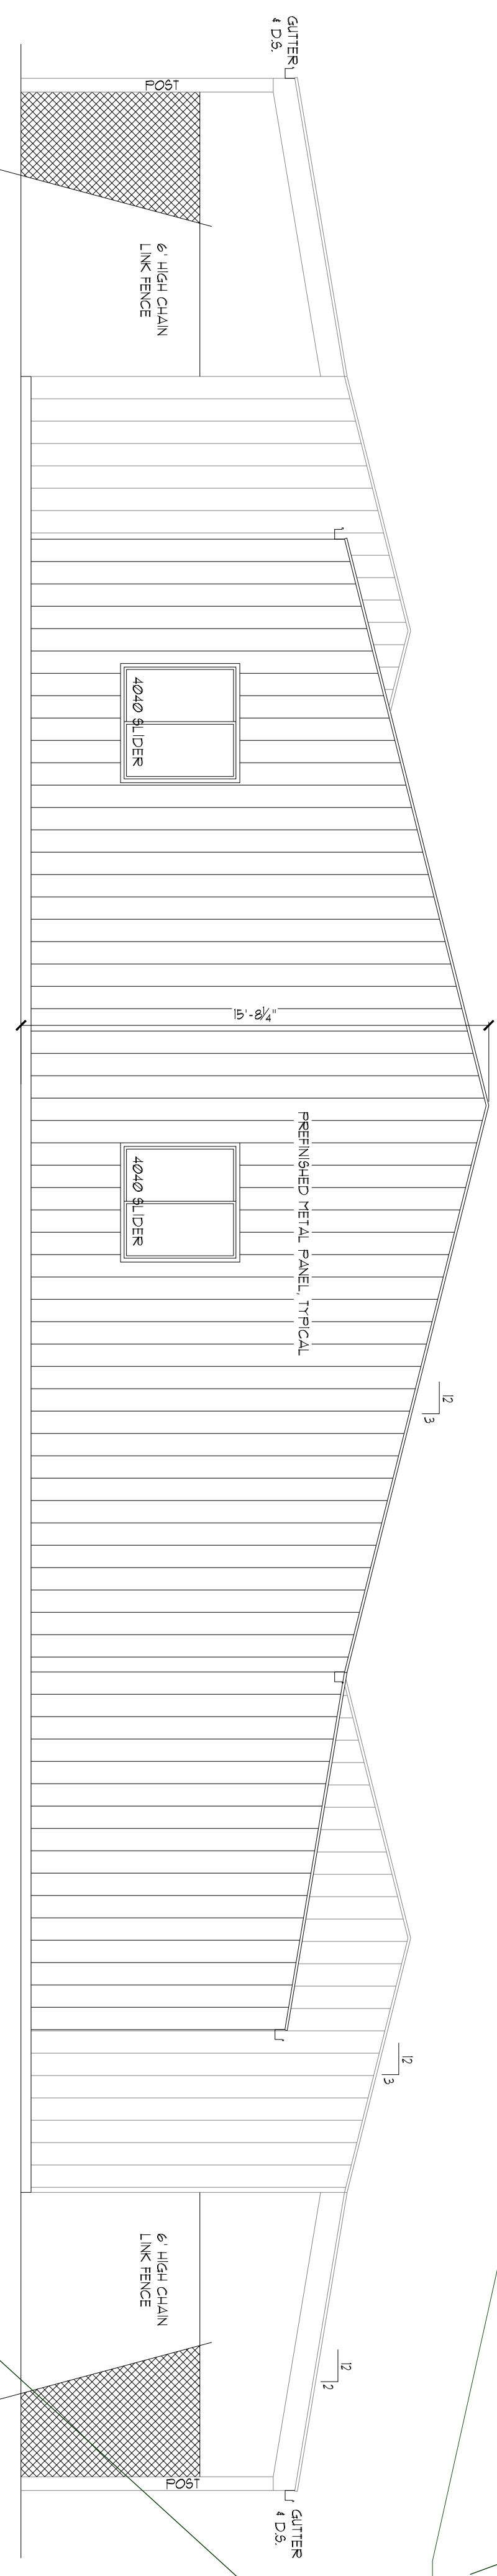 GUTTER
& D.S.
POST
6' HIGH CHAIN
LINK FENCE
4040 SLIDER
15'-8¼"
4040 SLIDER
PREFINISHED METAL PANEL, TYPICAL
12
3
12
3
6' HIGH CHAIN
LINK FENCE
12
2
POST
GUTTER
& D.S.